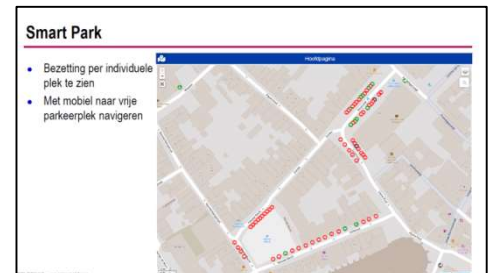 Smart Park
Bezetting per individuele
plek te zien
Met mobiel naar vrije
parkeerplek navigeren
Hoofdpagina